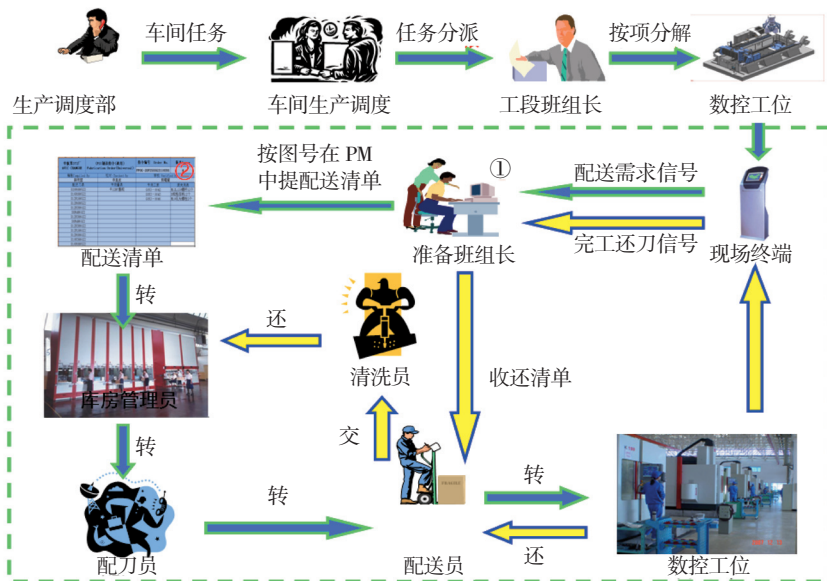 车间任务
任务分派
按项分解
生产调度部
车间生产调度
工段班组长
数控工位
按图号在 PM
中提配送清单
①
配送需求信号
②
完工还刀信号
配送清单
准备班组长
现场终端
转
还
库房管理员
清洗员
收还清单
转
交
转
转
还
配刀员
配送员
数控工位